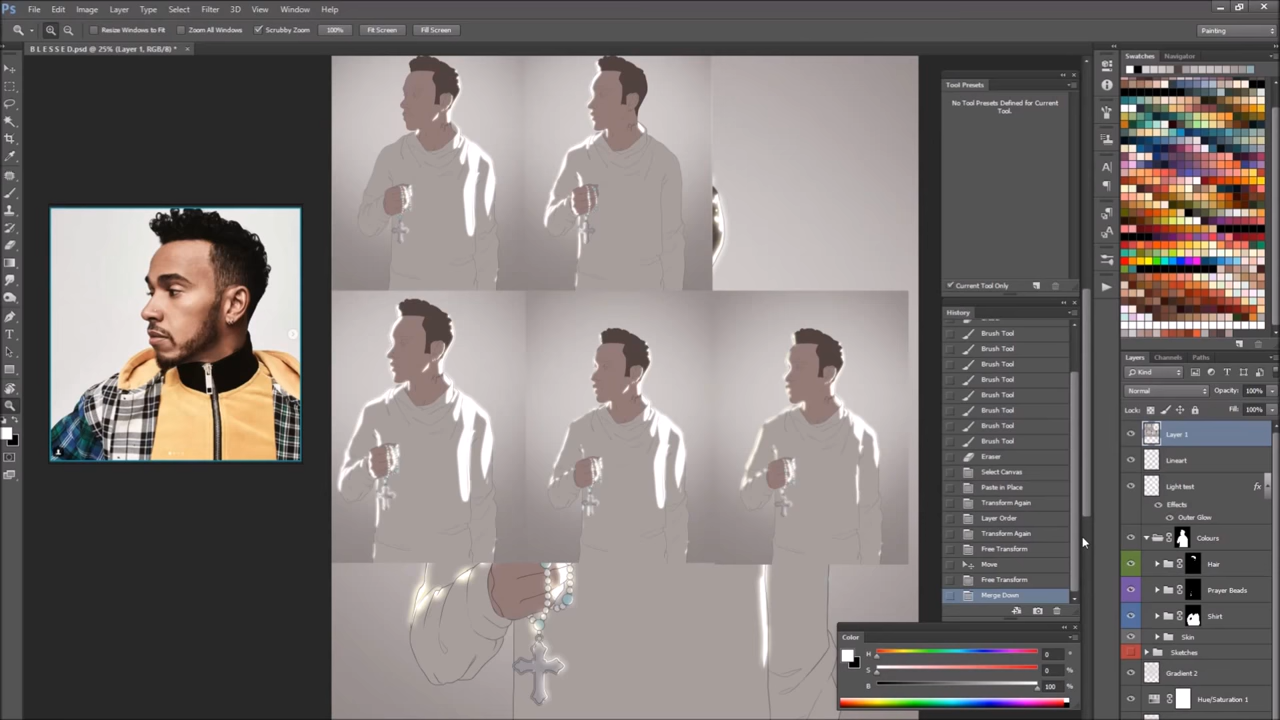 Ps File Edit Image Layer Type Select Filter 3D View Window Help
Resize Windows to Fit Zoom All Windows Scrubby Zoom 100% Fit Screen Fill Screen Painting
B L E S S E D.psd @ 25% (Layer 1, RGB/8) * ×
Tool Presets
No Tool Presets Defined for Current
Tool.
Current Tool Only
History
Brush Tool
Brush Tool
Brush Tool
Brush Tool
Brush Tool
Brush Tool
Brush Tool
Brush Tool
Eraser
Select Canvas
Paste in Place
Transform Again
Layer Order
Transform Again
Free Transform
Move
Free Transform
Merge Down
Color
H 0 °
S 0 %
B 100 %
Swatches Navigator
Layers Channels Paths
Kind
Normal Opacity: 100%
Lock: Fill: 100%
Layer 1
Lineart
Light test fx
Effects
Outer Glow
Colours
Hair
Prayer Beads
Shirt
Skin
Sketches
Gradient 2
Hue/Saturation 1